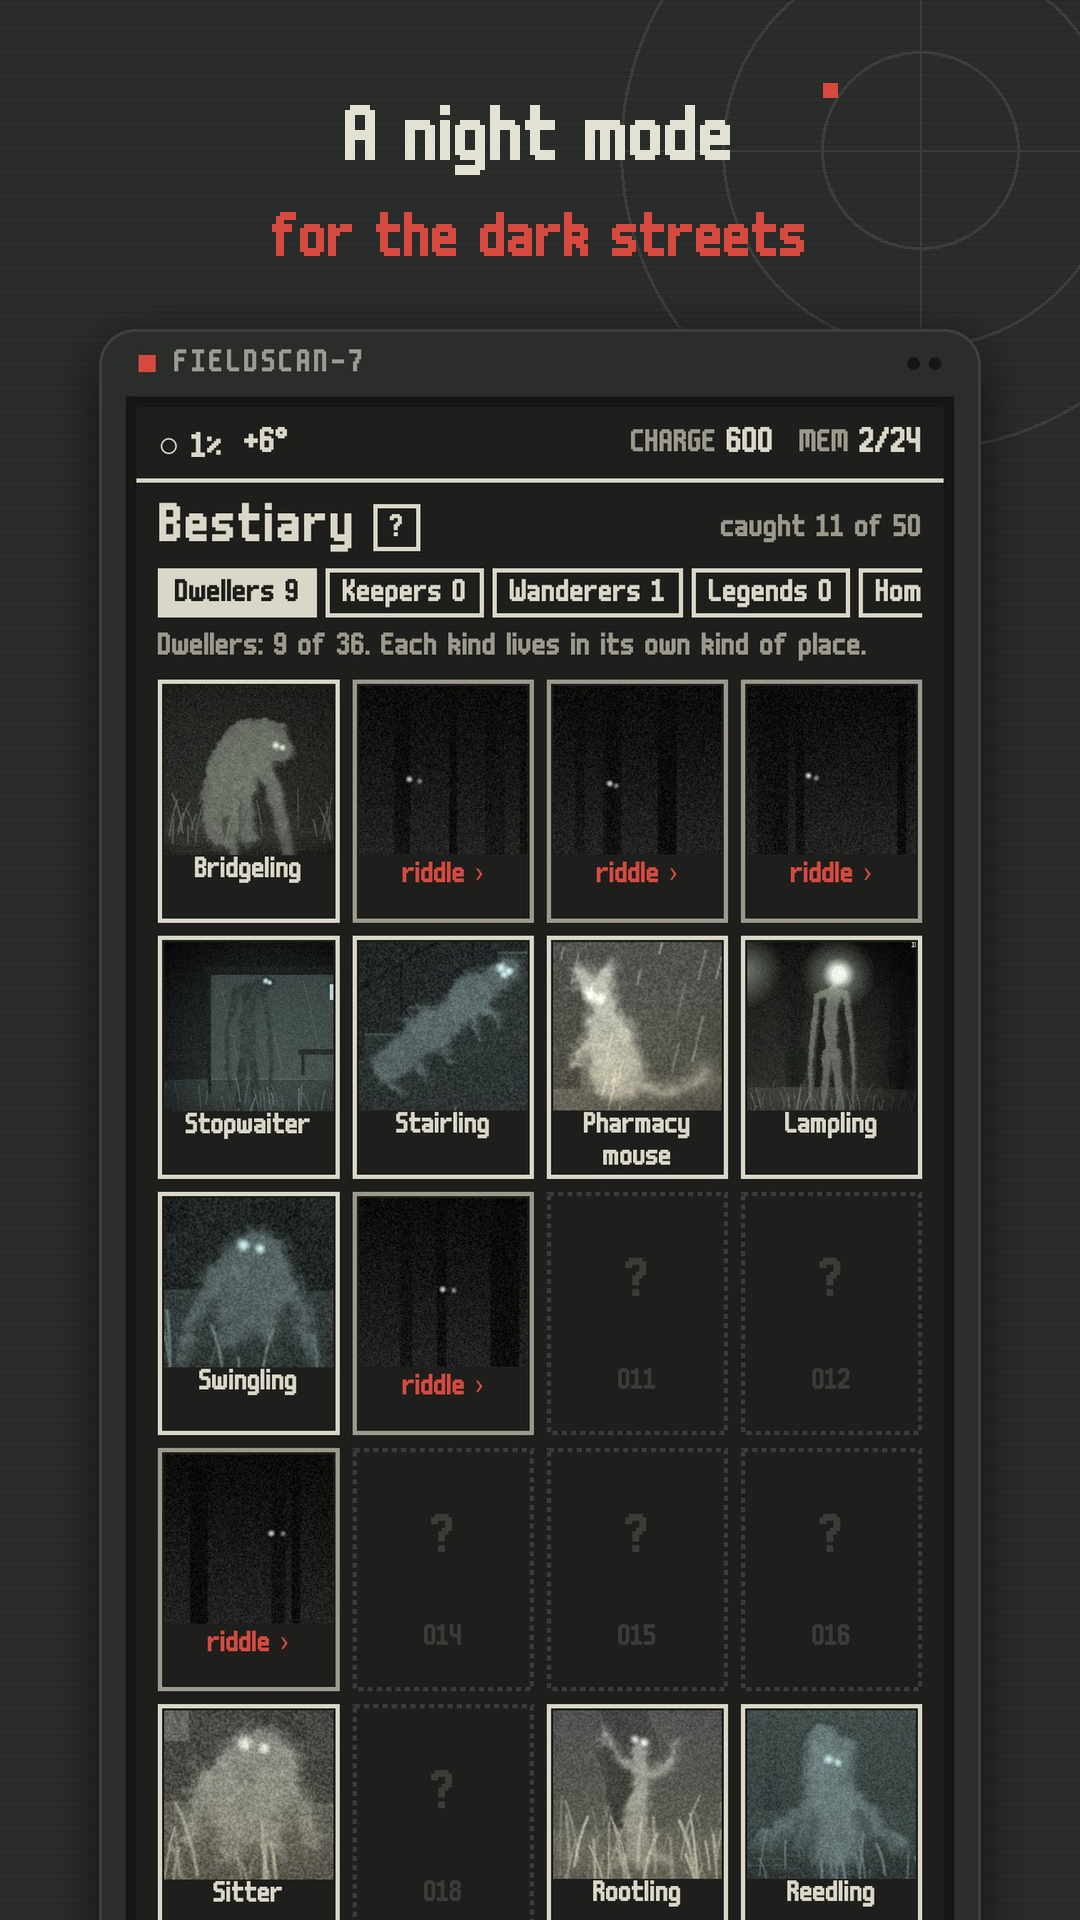 A night mode
for the dark streets
FIELDSCAN-7
1% +6° CHARGE 600 MEM 2/24
Bestiary ? caught 11 of 50
Dwellers 9 Keepers 0 Wanderers 1 Legends 0 Hom
Dwellers: 9 of 36. Each kind lives in its own kind of place.
Bridgeling riddle › riddle › riddle ›
Stopwaiter Stairling Pharmacy mouse Lampling
Swingling riddle › ? 011 ? 012
riddle › ? 014 ? 015 ? 016
Sitter ? 018 Rootling Reedling